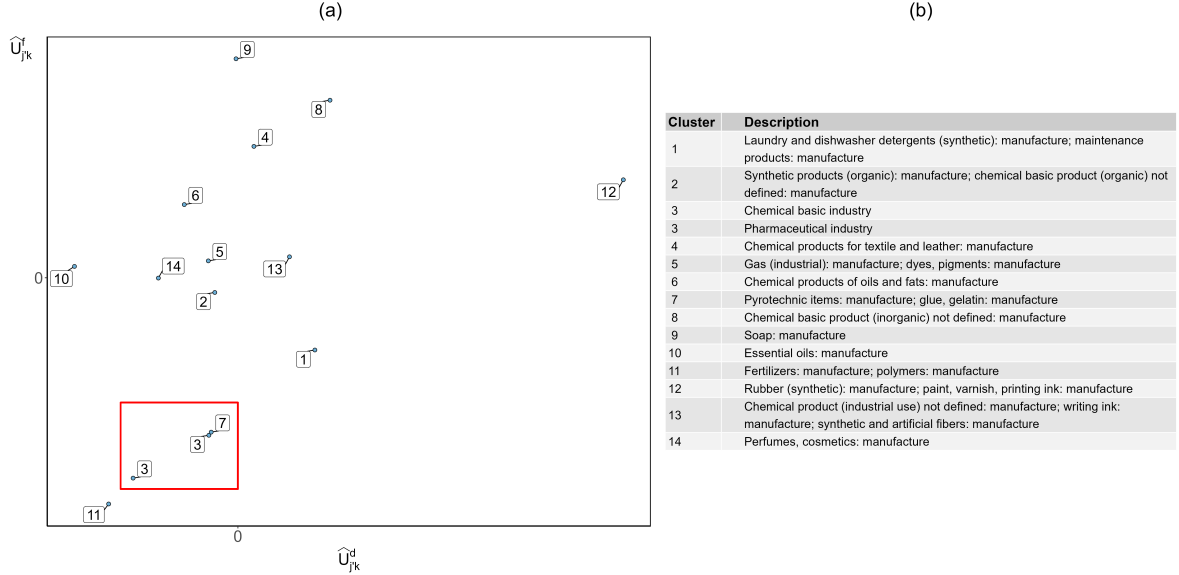 (a)
(b)
Û^f_j'k
9
8
4
12
6
5
14
13
10
0
2
1
7
3
3
11
0
Û^d_j'k
Cluster Description
1 Laundry and dishwasher detergents (synthetic): manufacture; maintenance
products: manufacture
2 Synthetic products (organic): manufacture; chemical basic product (organic) not
defined: manufacture
3 Chemical basic industry
3 Pharmaceutical industry
4 Chemical products for textile and leather: manufacture
5 Gas (industrial): manufacture; dyes, pigments: manufacture
6 Chemical products of oils and fats: manufacture
7 Pyrotechnic items: manufacture; glue, gelatin: manufacture
8 Chemical basic product (inorganic) not defined: manufacture
9 Soap: manufacture
10 Essential oils: manufacture
11 Fertilizers: manufacture; polymers: manufacture
12 Rubber (synthetic): manufacture; paint, varnish, printing ink: manufacture
13 Chemical product (industrial use) not defined: manufacture; writing ink:
manufacture; synthetic and artificial fibers: manufacture
14 Perfumes, cosmetics: manufacture